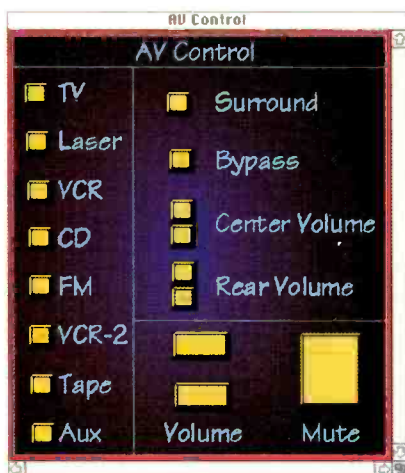 AV Control
AV Control
TV
Laser
VCR
CD
FM
VCR-2
Tape
Aux
Surround
Bypass
Center Volume
Rear Volume
Volume
Mute